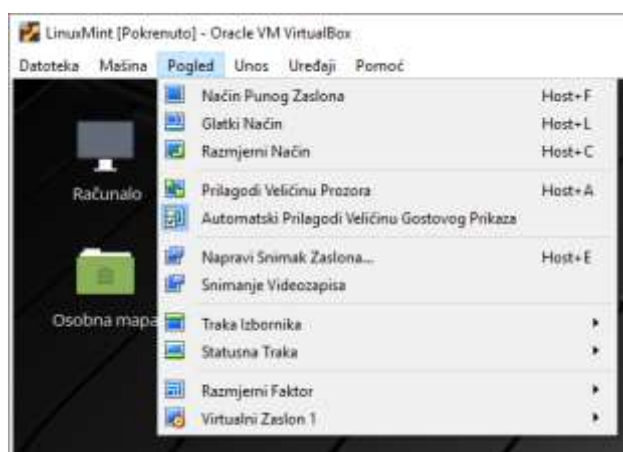 LinuxMint [Pokrenuto] - Oracle VM VirtualBox
Datoteka Mašina Pogled Unos Uređaji Pomoć
Način Punog Zaslona Host+F
Glatki Način Host+L
Razmjerni Način Host+C
Prilagodi Veličinu Prozora Host+A
Automatski Prilagodi Veličinu Gostovog Prikaza
Napravi Snimak Zaslona... Host+E
Snimanje Videozapisa
Traka Izbornika
Statusna Traka
Razmjerni Faktor
Virtualni Zaslon 1
Računalo
Osobna mapa